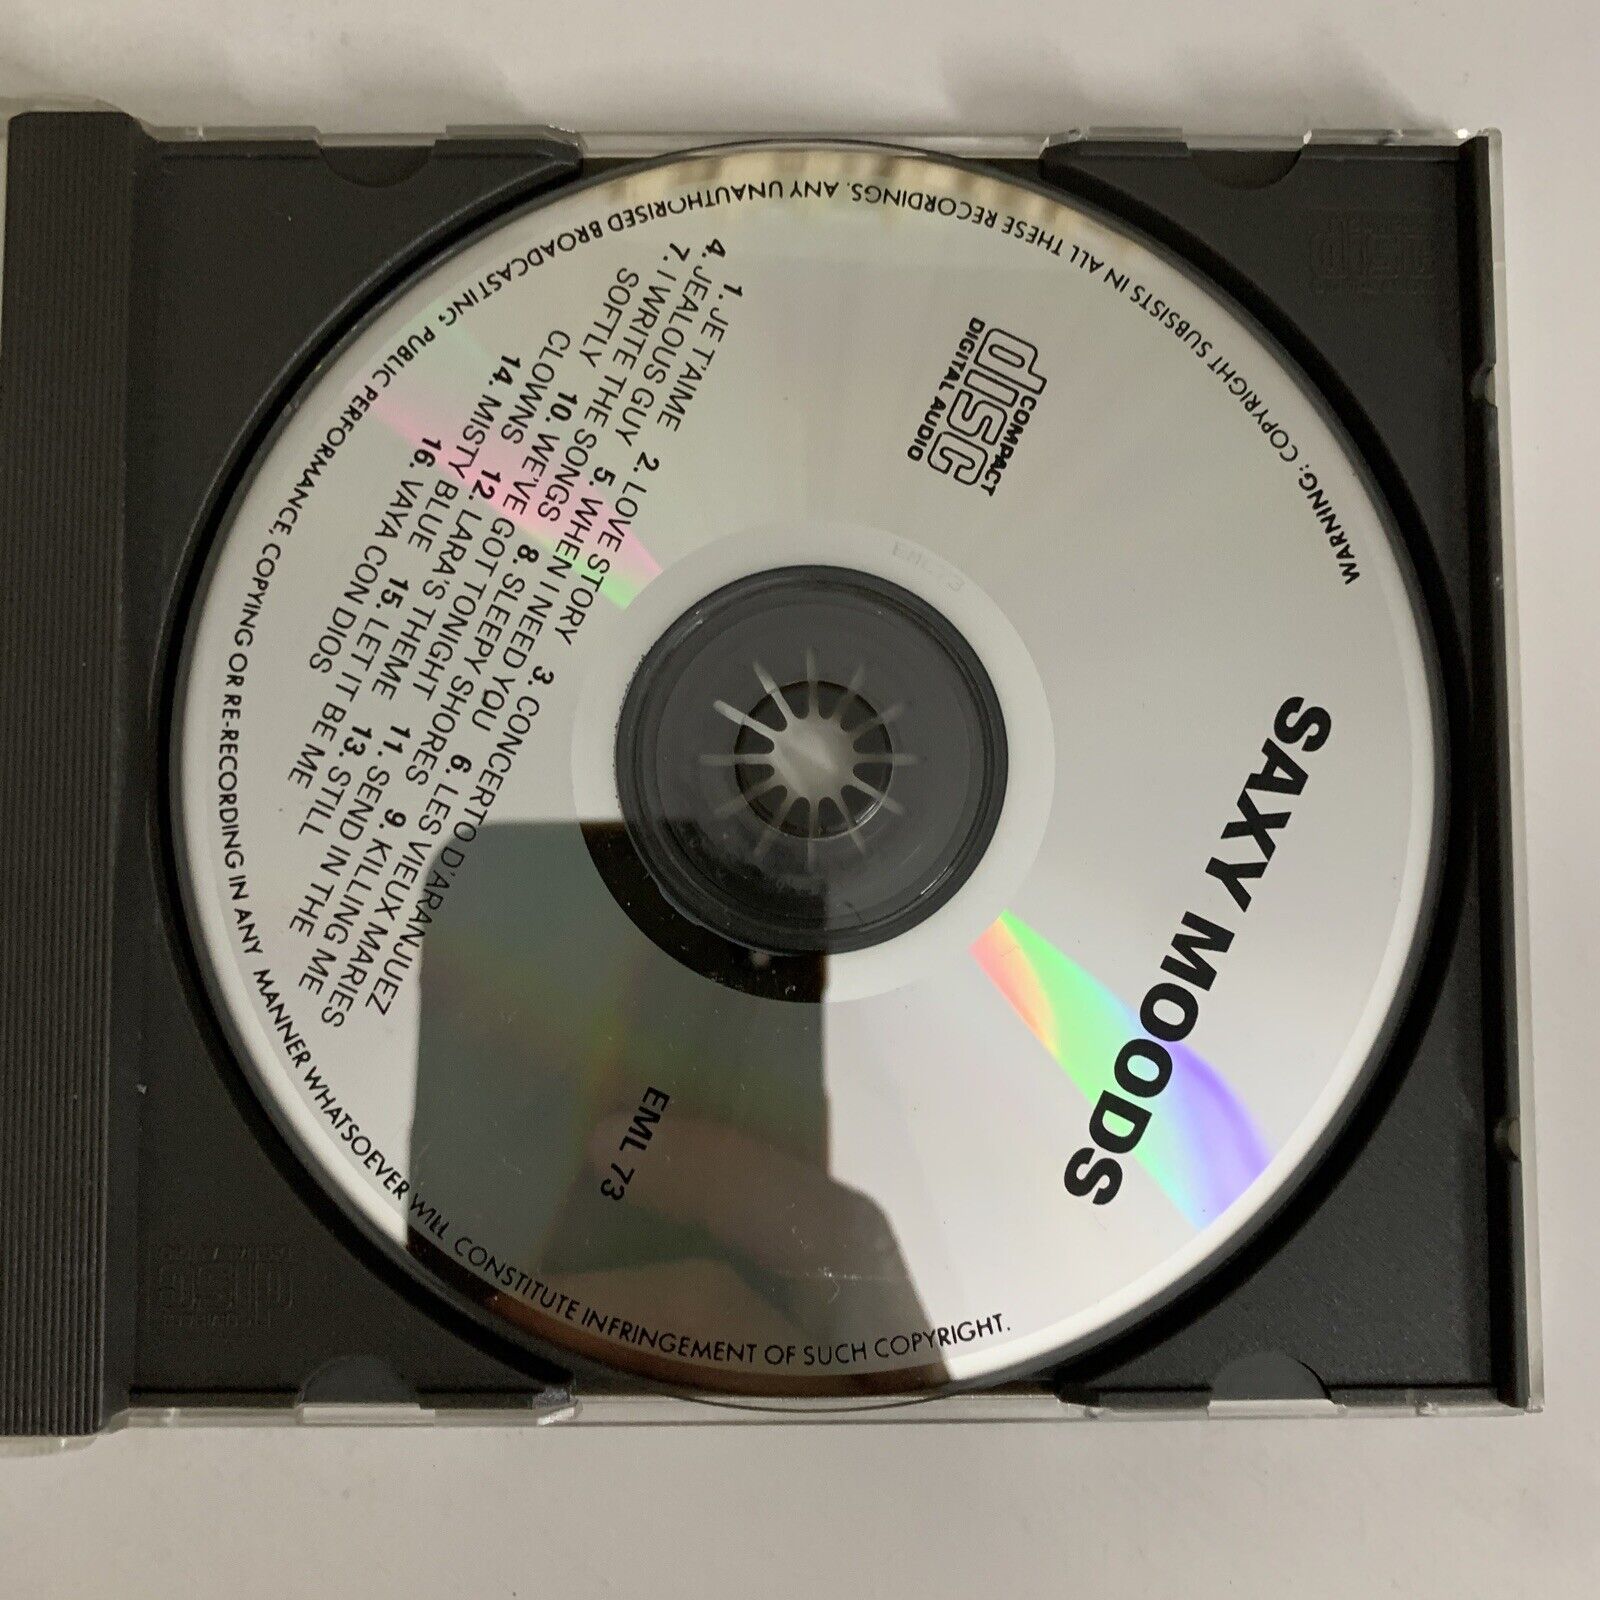 SAXY MOODS
COMPACT
disc
DIGITAL AUDIO
EML 73
1. JE T'AIME 2. LOVE STORY 3. CONCERTO D'ARANJUEZ
4. JEALOUS GUY 5. WHEN I NEED YOU 6. LES VIEUX MARIES
7. I WRITE THE SONGS 8. SLEEPY SHORES 9. KILLING ME
SOFTLY 10. WE'VE GOT TONIGHT 11. SEND IN THE
CLOWNS 12. LARA'S THEME 13. STILL
14. MISTY BLUE 15. LET IT BE ME
16. VAYA CON DIOS
WARNING: COPYRIGHT SUBSISTS IN ALL THESE RECORDINGS. ANY UNAUTHORISED BROADCASTING. PUBLIC PERFORMANCE, COPYING OR RE-RECORDING IN ANY MANNER WHATSOEVER WILL CONSTITUTE INFRINGEMENT OF SUCH COPYRIGHT.